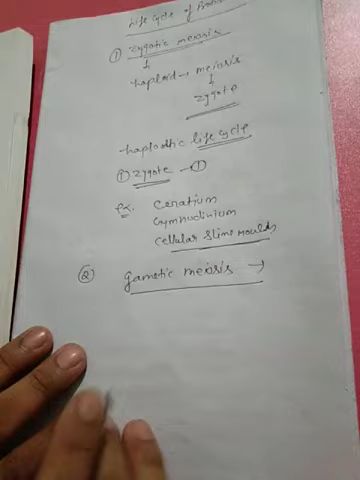 Life Cycle of
① Zygotic meiosis
↓
haploid → meiosis
↓
zygote
haplodtic life cycle
① zygote → ①
Ex. Ceratium
Gymnodinium
Cellular Slime Moulds
② Gametic meiosis →